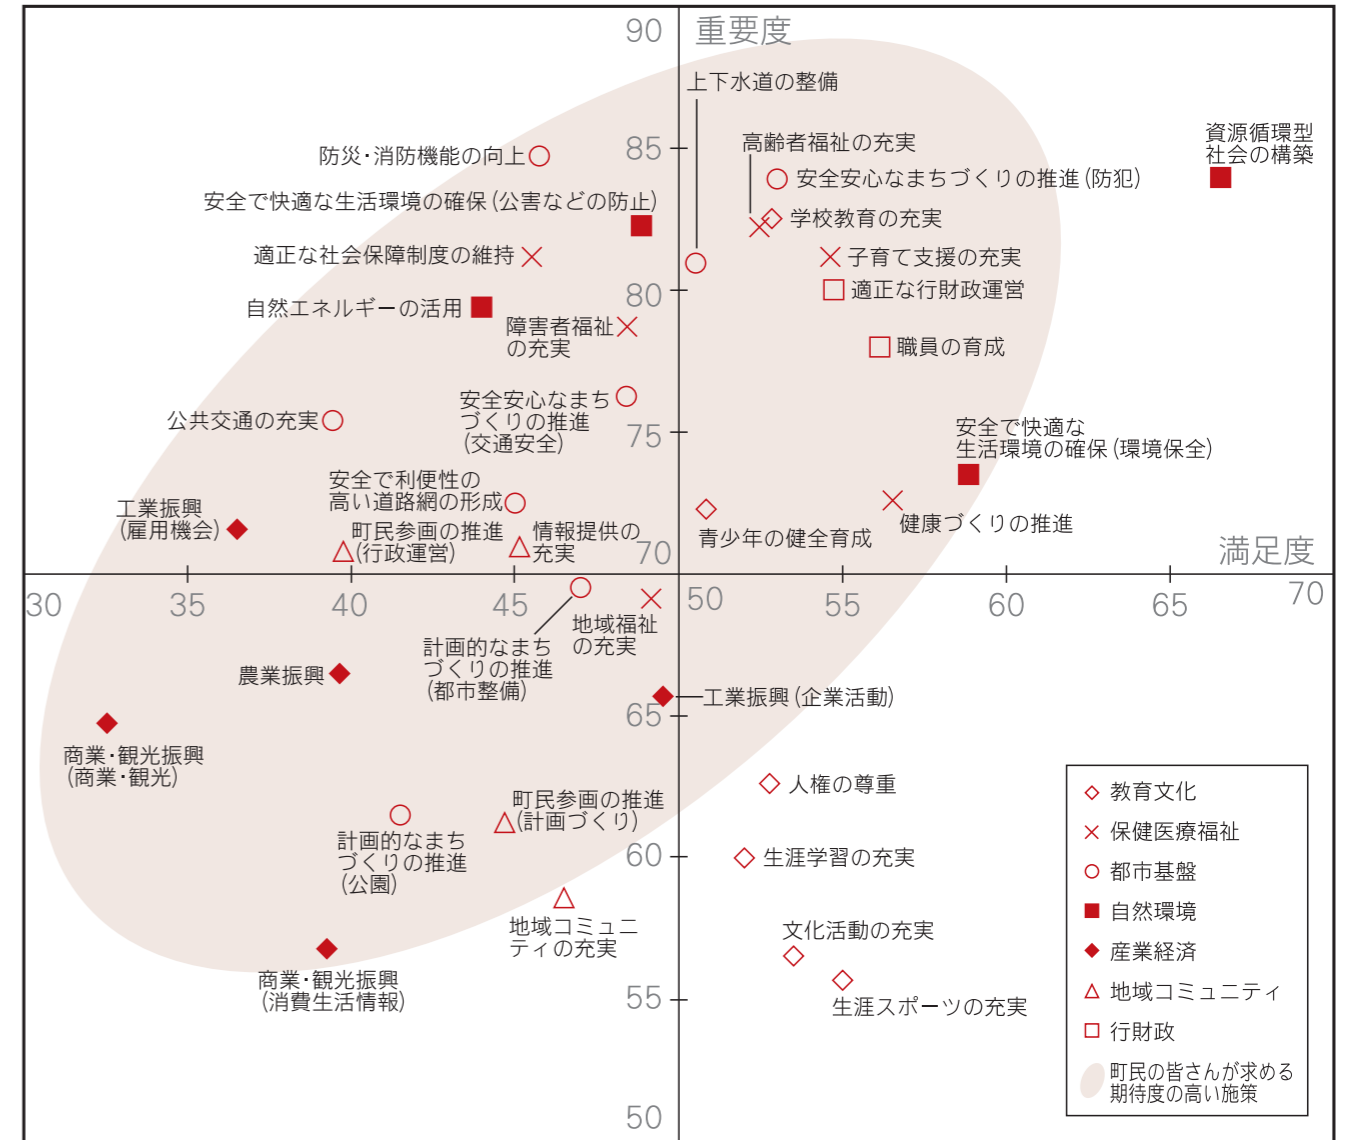 90
重要度
上下水道の整備
防災・消防機能の向上
85
高齢者福祉の充実
資源循環型
社会の構築
安全安心なまちづくりの推進(防犯)
安全で快適な生活環境の確保(公害などの防止)
学校教育の充実
適正な社会保障制度の維持
子育て支援の充実
自然エネルギーの活用
80
適正な行財政運営
障害者福祉
の充実
職員の育成
公共交通の充実
安全安心なまち
づくりの推進
(交通安全)
75
安全で快適な
生活環境の確保(環境保全)
安全で利便性の
高い道路網の形成
工業振興
(雇用機会)
町民参画の推進
(行政運営)
情報提供の
充実
70
青少年の健全育成
健康づくりの推進
満足度
30
35
40
45
50
55
60
65
70
地域福祉
の充実
計画的なまち
づくりの推進
(都市整備)
農業振興
工業振興(企業活動)
65
商業・観光振興
(商業・観光)
町民参画の推進
(計画づくり)
人権の尊重
計画的なまち
づくりの推進
(公園)
60
生涯学習の充実
地域コミュニ
ティの充実
文化活動の充実
商業・観光振興
(消費生活情報)
55
生涯スポーツの充実
50
教育文化
保健医療福祉
都市基盤
自然環境
産業経済
地域コミュニティ
行財政
町民の皆さんが求める
期待度の高い施策